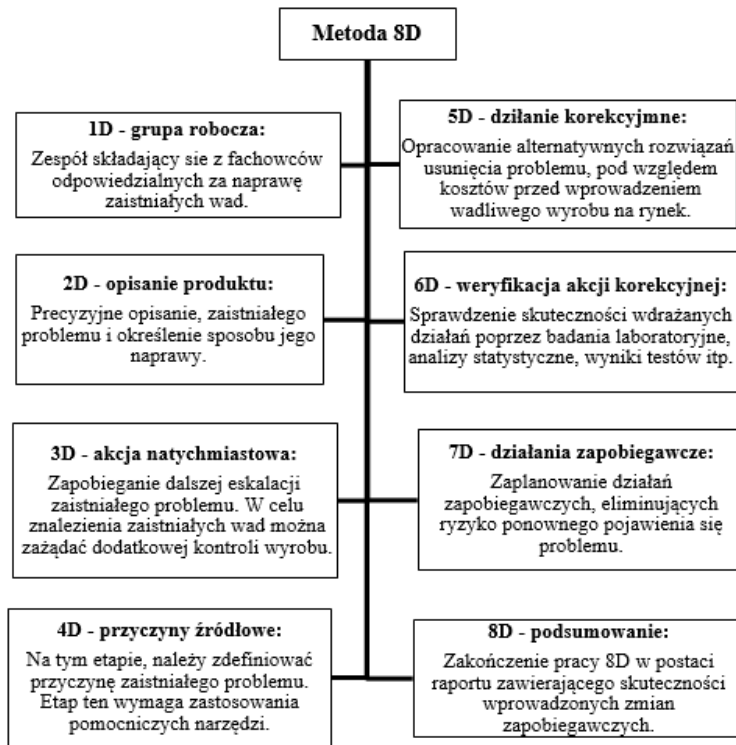 Metoda 8D
1D - grupa robocza:
Zespół składający sie z fachowców
odpowiedzialnych za naprawę
zaistniałych wad.
2D - opisanie produktu:
Precyzyjne opisanie, zaistniałego
problemu i określenie sposobu jego
naprawy.
3D - akcja natychmiastowa:
Zapobieganie dalszej eskalacji
zaistniałego problemu. W celu
znalezienia zaistniałych wad można
zażądać dodatkowej kontroli wyrobu.
4D - przyczyny źródłowe:
Na tym etapie, należy zdefiniować
przyczynę zaistniałego problemu.
Etap ten wymaga zastosowania
pomocniczych narzędzi.
5D - dziłanie korekcyjmne:
Opracowanie alternatywnych rozwiązań
usunięcia problemu, pod względem
kosztów przed wprowadzeniem
wadliwego wyrobu na rynek.
6D - weryfikacja akcji korekcyjnej:
Sprawdzenie skuteczności wdrażanych
działań poprzez badania laboratoryjne,
analizy statystyczne, wyniki testów itp.
7D - działania zapobiegawcze:
Zaplanowanie działań
zapobiegawczych, eliminujących
ryzyko ponownego pojawienia się
problemu.
8D - podsumowanie:
Zakończenie pracy 8D w postaci
raportu zawierającego skuteczności
wprowadzonych zmian
zapobiegawczych.